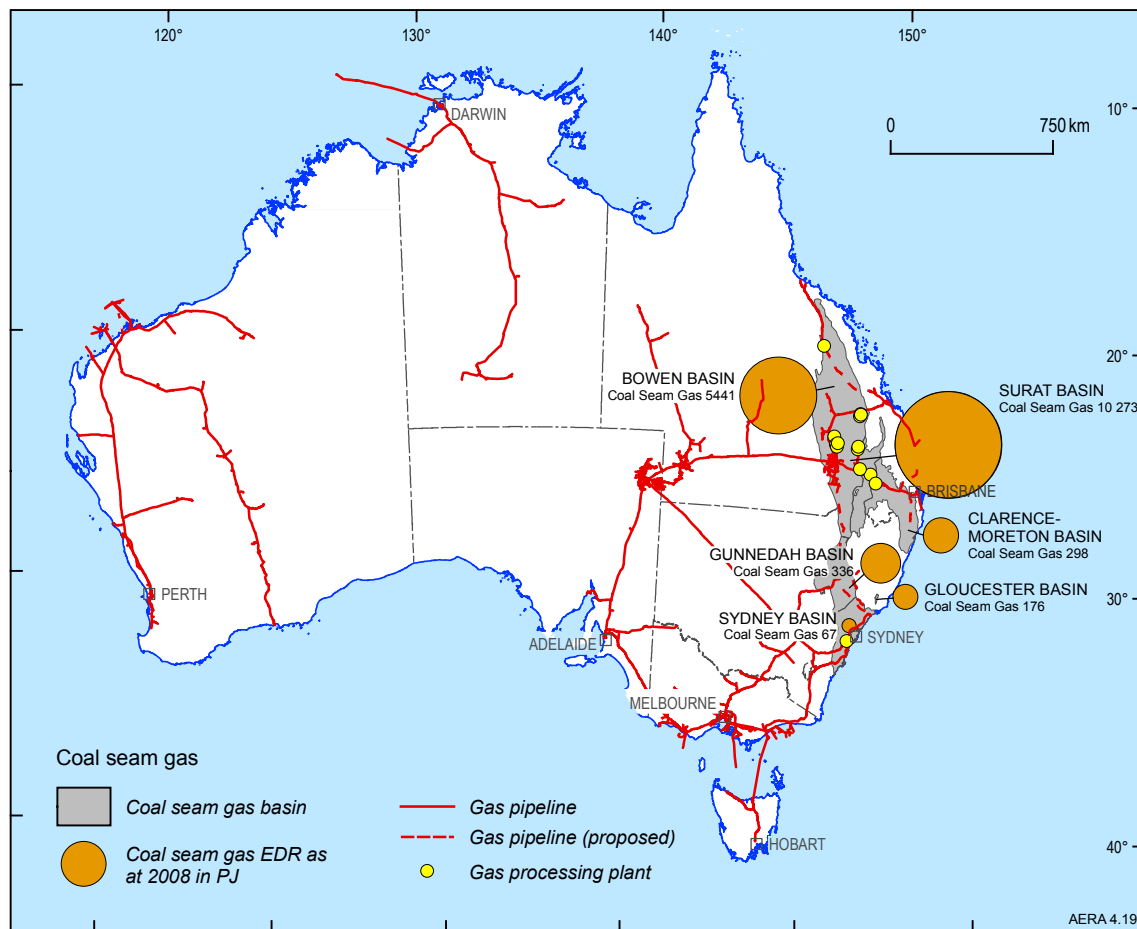 120°
130°
140°
150°
DARWIN
10°
0
750 km
20°
BOWEN BASIN
Coal Seam Gas 5441
SURAT BASIN
Coal Seam Gas 10 273
BRISBANE
CLARENCE-
MORETON BASIN
Coal Seam Gas 298
GUNNEDAH BASIN
Coal Seam Gas 336
GLOUCESTER BASIN
Coal Seam Gas 176
PERTH
30°
SYDNEY BASIN
Coal Seam Gas 67
SYDNEY
ADELAIDE
MELBOURNE
Coal seam gas
Coal seam gas basin
Coal seam gas EDR as
at 2008 in PJ
Gas pipeline
Gas pipeline (proposed)
Gas processing plant
HOBART
40°
AERA 4.19